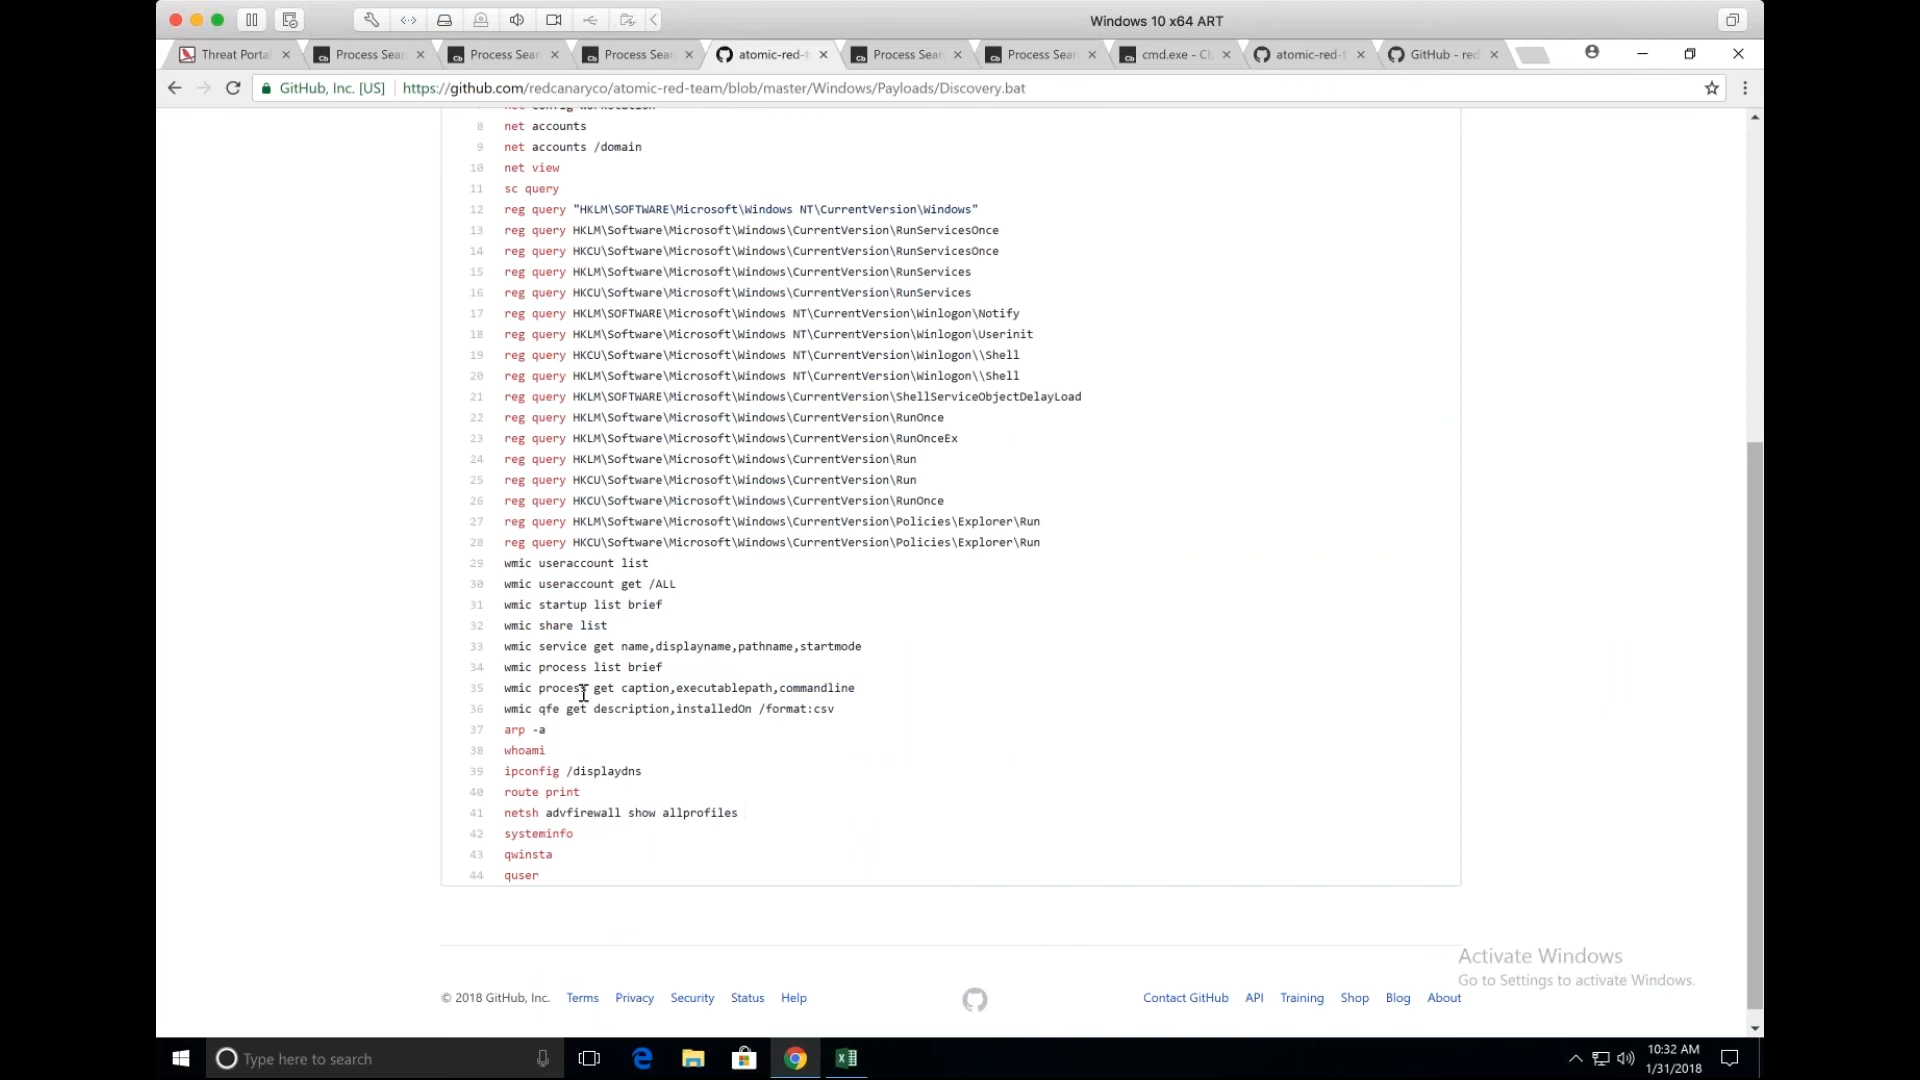 Windows 10 x64 ART
Threat Porta
Process Sear
Process Sear
Process Sear
atomic-red-t
Process Sear
Process Sear
cmd.exe - Cb
atomic-red-t
GitHub - red
GitHub, Inc. [US]
https://github.com/redcanaryco/atomic-red-team/blob/master/Windows/Payloads/Discovery.bat
net config workstation
8 net accounts
9 net accounts /domain
10 net view
11 sc query
12 reg query "HKLM\SOFTWARE\Microsoft\Windows NT\CurrentVersion\Windows"
13 reg query HKLM\Software\Microsoft\Windows\CurrentVersion\RunServicesOnce
14 reg query HKCU\Software\Microsoft\Windows\CurrentVersion\RunServicesOnce
15 reg query HKLM\Software\Microsoft\Windows\CurrentVersion\RunServices
16 reg query HKCU\Software\Microsoft\Windows\CurrentVersion\RunServices
17 reg query HKLM\SOFTWARE\Microsoft\Windows NT\CurrentVersion\Winlogon\Notify
18 reg query HKLM\Software\Microsoft\Windows NT\CurrentVersion\Winlogon\Userinit
19 reg query HKCU\Software\Microsoft\Windows NT\CurrentVersion\Winlogon\\Shell
20 reg query HKLM\Software\Microsoft\Windows NT\CurrentVersion\Winlogon\\Shell
21 reg query HKLM\SOFTWARE\Microsoft\Windows\CurrentVersion\ShellServiceObjectDelayLoad
22 reg query HKLM\Software\Microsoft\Windows\CurrentVersion\RunOnce
23 reg query HKLM\Software\Microsoft\Windows\CurrentVersion\RunOnceEx
24 reg query HKLM\Software\Microsoft\Windows\CurrentVersion\Run
25 reg query HKCU\Software\Microsoft\Windows\CurrentVersion\Run
26 reg query HKCU\Software\Microsoft\Windows\CurrentVersion\RunOnce
27 reg query HKLM\Software\Microsoft\Windows\CurrentVersion\Policies\Explorer\Run
28 reg query HKCU\Software\Microsoft\Windows\CurrentVersion\Policies\Explorer\Run
29 wmic useraccount list
30 wmic useraccount get /ALL
31 wmic startup list brief
32 wmic share list
33 wmic service get name,displayname,pathname,startmode
34 wmic process list brief
35 wmic process get caption,executablepath,commandline
36 wmic qfe get description,installedOn /format:csv
37 arp -a
38 whoami
39 ipconfig /displaydns
40 route print
41 netsh advfirewall show allprofiles
42 systeminfo
43 qwinsta
44 quser
Activate Windows
Go to Settings to activate Windows.
© 2018 GitHub, Inc. Terms Privacy Security Status Help
Contact GitHub API Training Shop Blog About
Type here to search
10:32 AM
1/31/2018